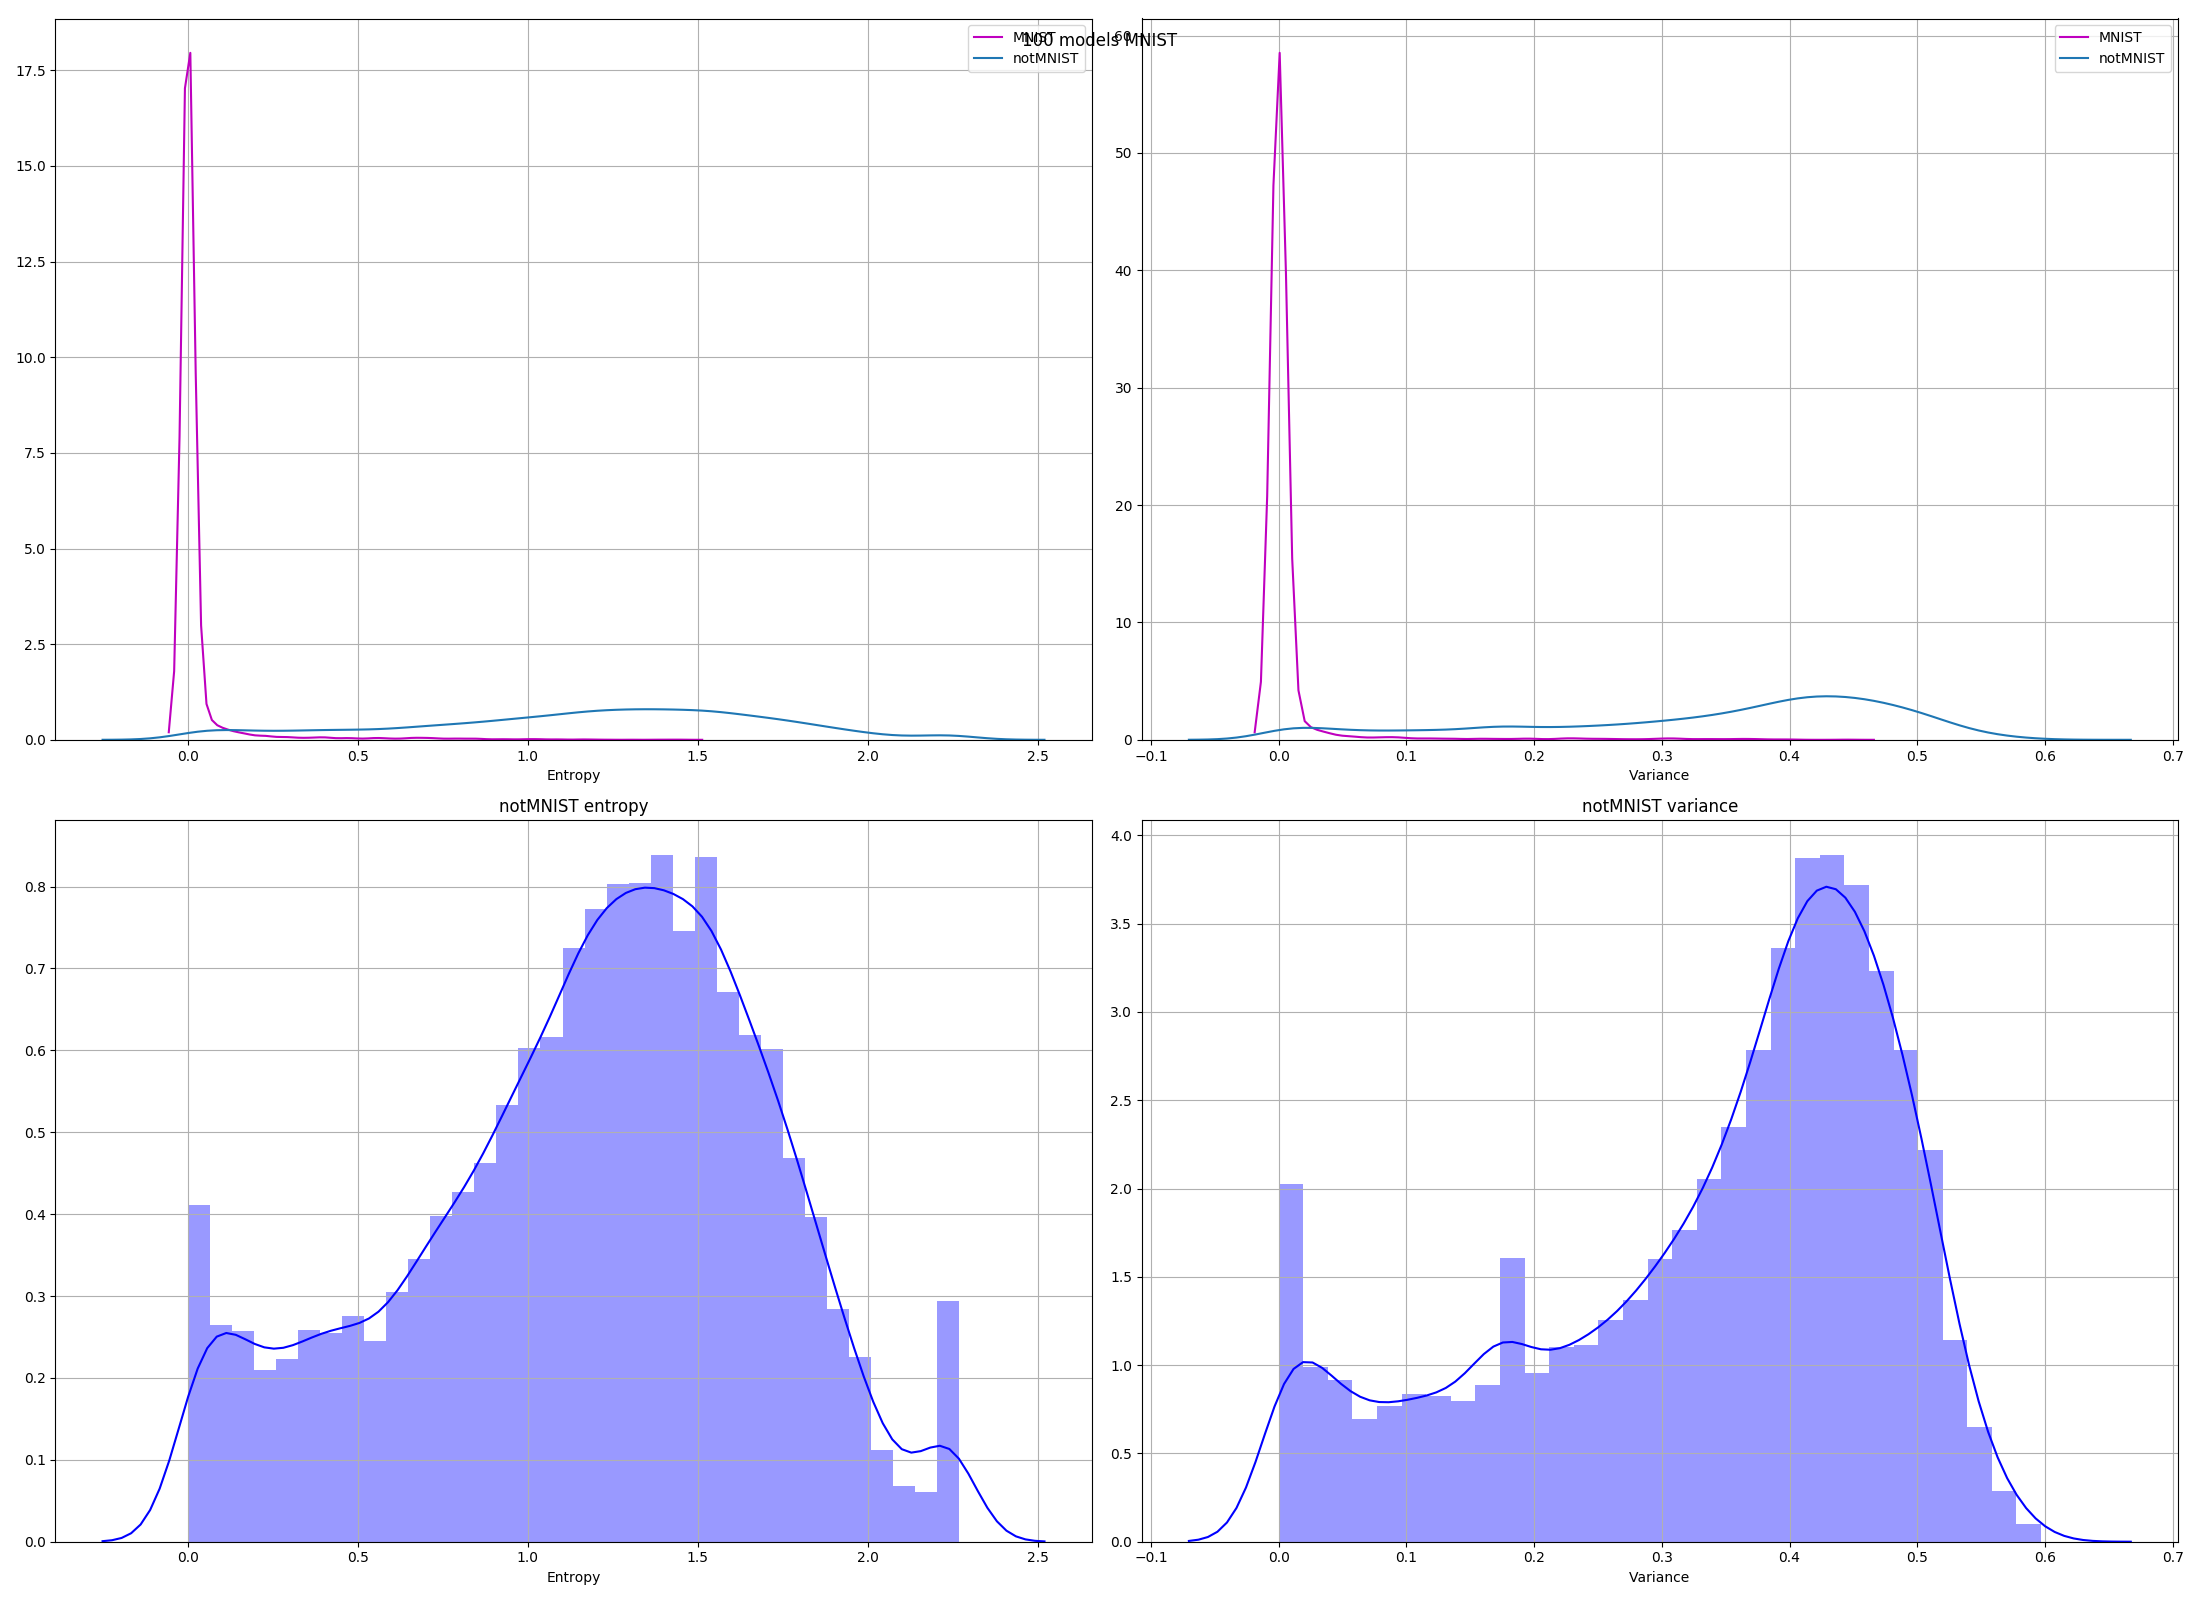 100 models MNIST
MNIST
notMNIST
17.5
15.0
12.5
10.0
7.5
5.0
2.5
0.0
0.0 0.5 1.0 1.5 2.0 2.5
Entropy
MNIST
notMNIST
60
50
40
30
20
10
0
−0.1 0.0 0.1 0.2 0.3 0.4 0.5 0.6 0.7
Variance
notMNIST entropy
0.8
0.7
0.6
0.5
0.4
0.3
0.2
0.1
0.0
0.0 0.5 1.0 1.5 2.0 2.5
Entropy
notMNIST variance
4.0
3.5
3.0
2.5
2.0
1.5
1.0
0.5
0.0
−0.1 0.0 0.1 0.2 0.3 0.4 0.5 0.6 0.7
Variance